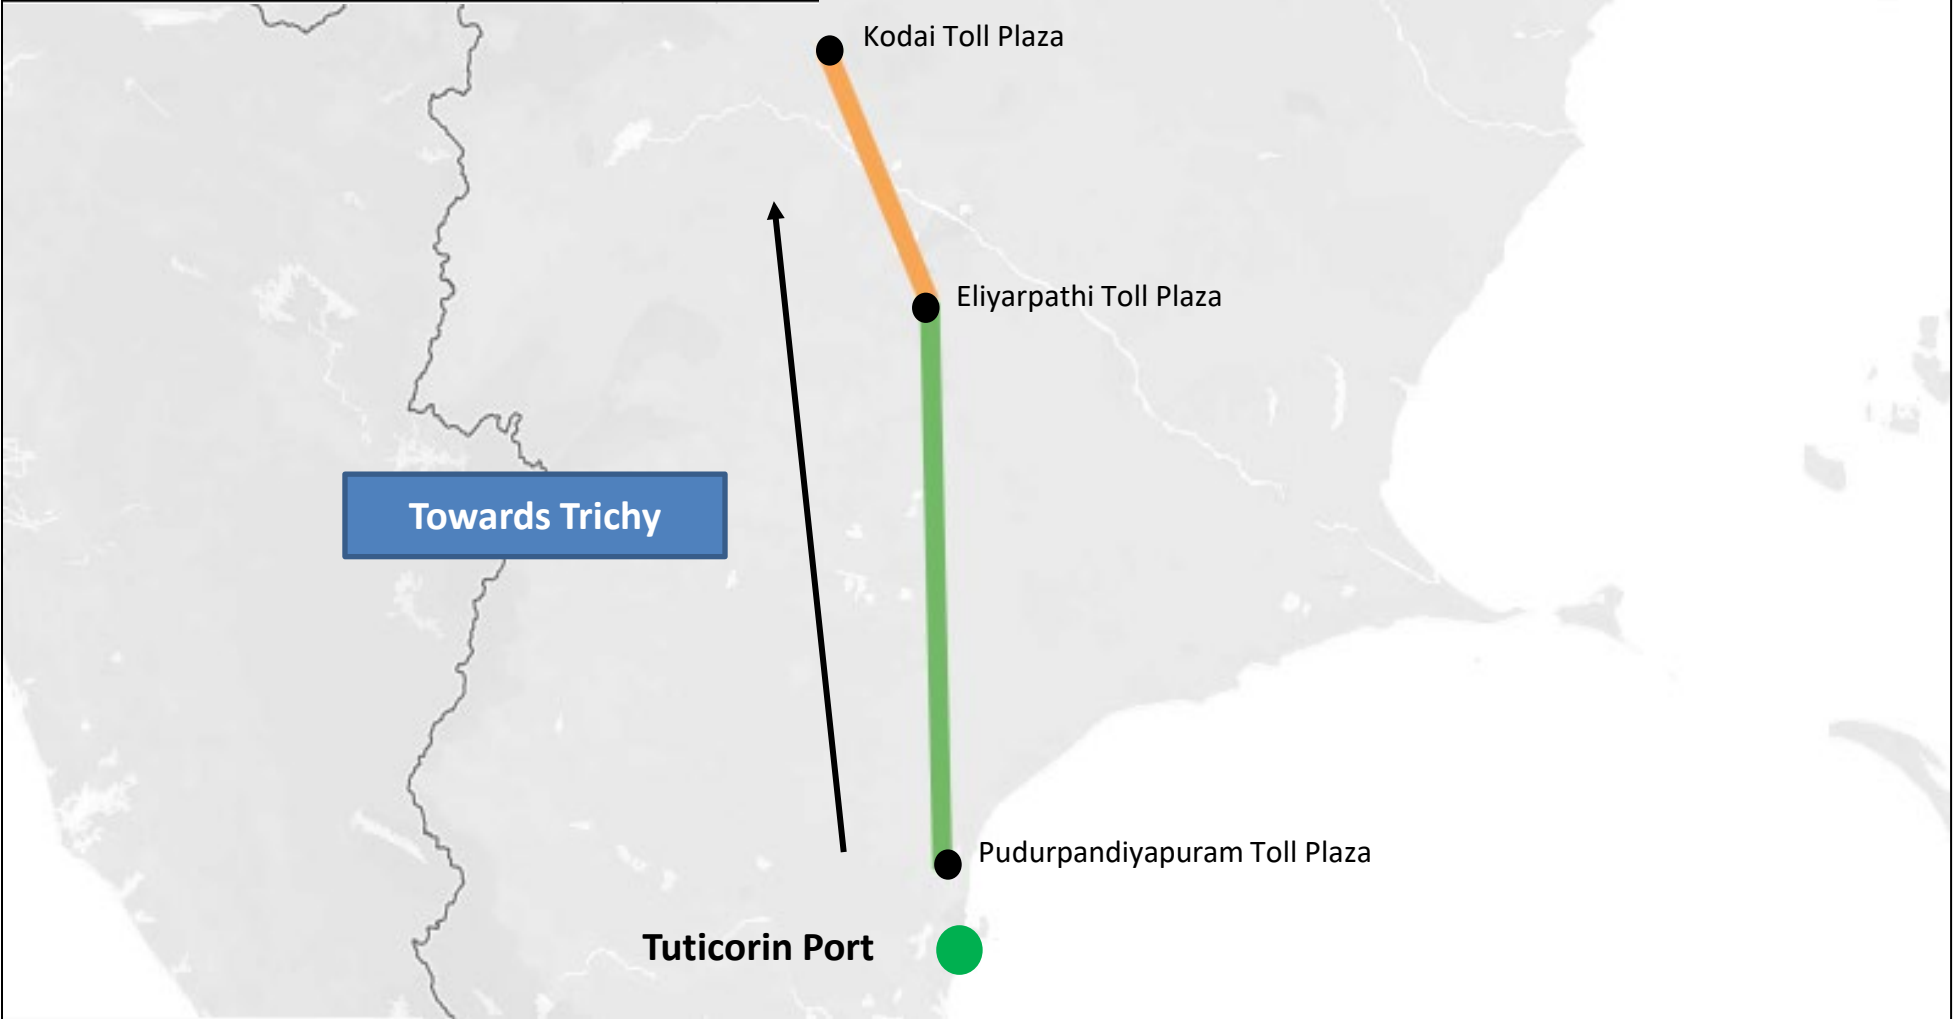 Kodai Toll Plaza
Eliyarpathi Toll Plaza
Towards Trichy
Pudurpandiyapuram Toll Plaza
Tuticorin Port